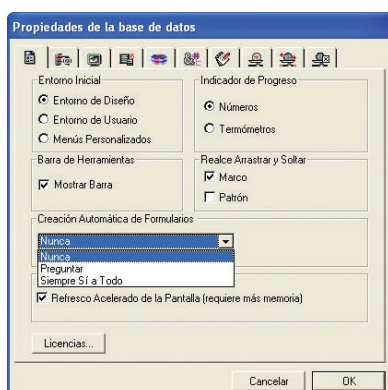 Propiedades de la base de datos
Entorno Inicial
Entorno de Diseño
Entorno de Usuario
Menús Personalizados
Indicador de Progreso
Números
Termómetros
Barra de Herramientas
Mostrar Barra
Realce Arrastrar y Soltar
Marco
Patrón
Creación Automática de Formularios
Nunca
Nunca
Preguntar
Siempre Sí a Todo
Refresco Acelerado de la Pantalla (requiere más memoria)
Licencias...
Cancelar
OK